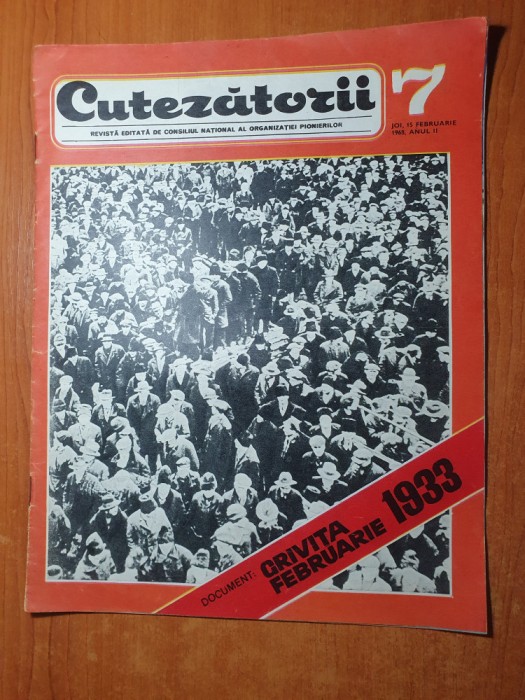 Cutezătorii
REVISTĂ EDITATĂ DE CONSILIUL NAȚIONAL AL ORGANIZAȚIEI PIONIERILOR
7
JOI, 15 FEBRUARIE
1968, ANUL II
DOCUMENT: GRIVIȚA
FEBRUARIE 1933